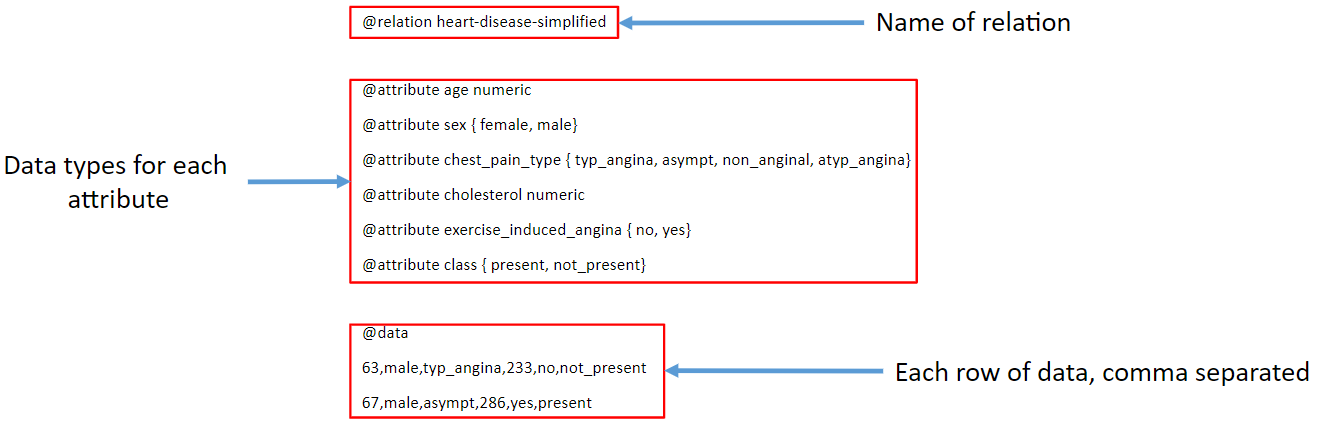 @relation heart-disease-simplified
Name of relation
@attribute age numeric
@attribute sex { female, male}
@attribute chest_pain_type { typ_angina, asympt, non_anginal, atyp_angina}
@attribute cholesterol numeric
@attribute exercise_induced_angina { no, yes}
@attribute class { present, not_present}
Data types for each
attribute
@data
63,male,typ_angina,233,no,not_present
67,male,asympt,286,yes,present
Each row of data, comma separated